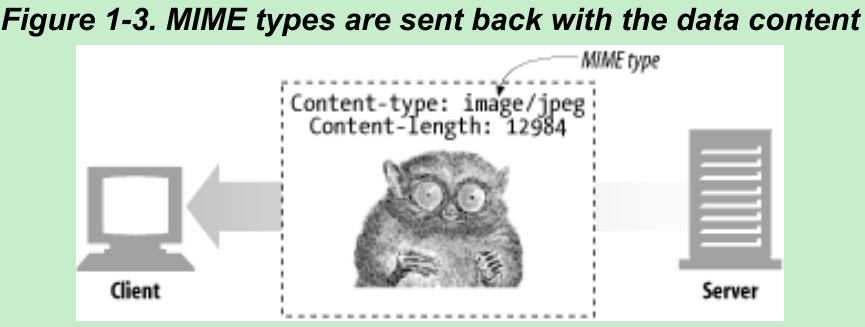 Figure 1-3. MIME types are sent back with the data content
MIME type
Content-type: image/jpeg
Content-length: 12984
Client
Server